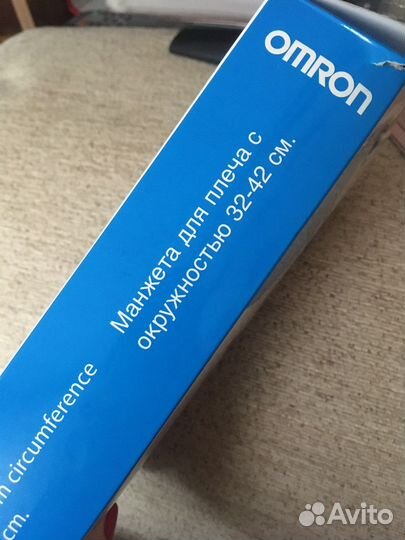 OMRON
Манжета для плеча с
окружностью 32-42 см.
circumference
cm.
Avito